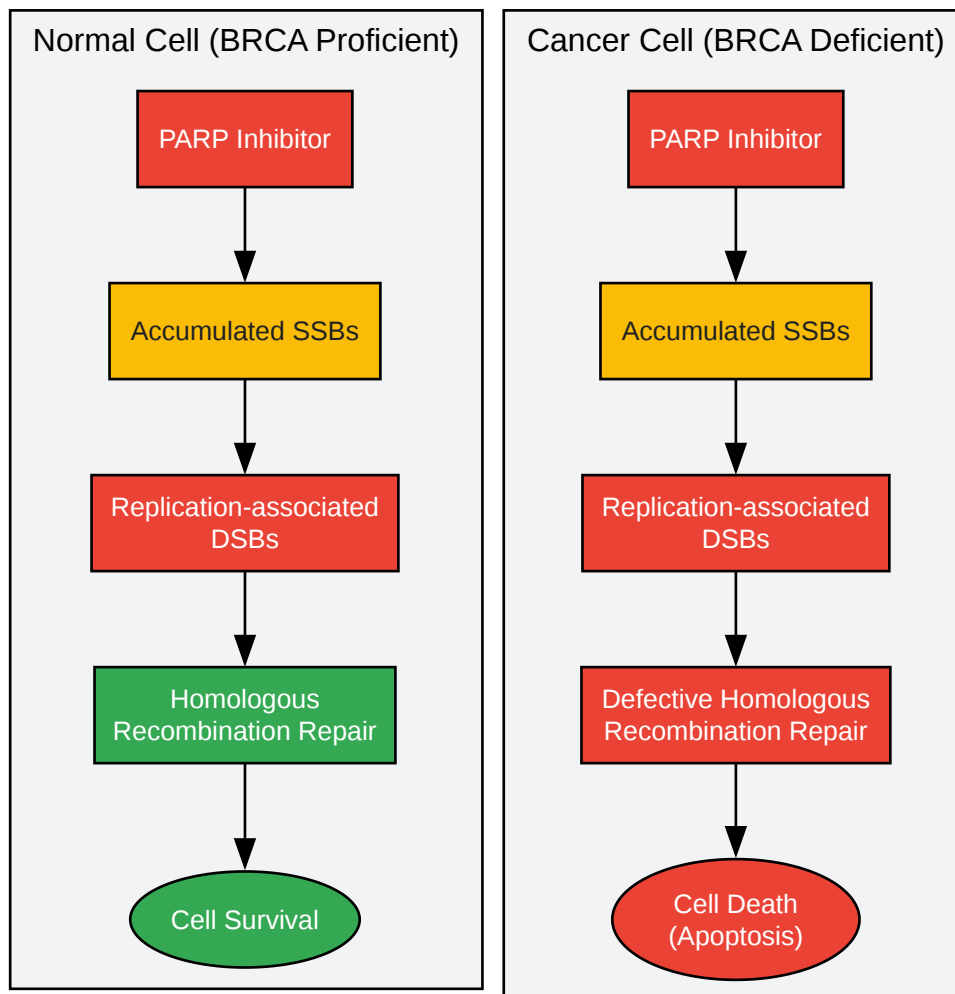 Normal Cell (BRCA Proficient)
PARP Inhibitor
Accumulated SSBs
Replication-associated
DSBs
Homologous
Recombination Repair
Cell Survival
Cancer Cell (BRCA Deficient)
PARP Inhibitor
Accumulated SSBs
Replication-associated
DSBs
Defective Homologous
Recombination Repair
Cell Death
(Apoptosis)